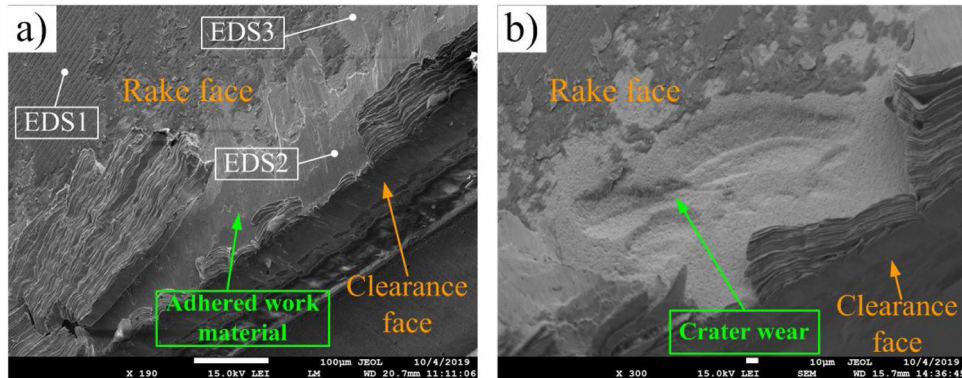 a)
EDS3
Rake face
EDS1
EDS2
Adhered work
material
Clearance
face
100µm JEOL 10/4/2019
X 190 15.0kV LEI LM WD 20.7mm 11:11:06
b)
Rake face
Crater wear
Clearance
face
10µm JEOL 10/4/2019
X 300 15.0kV LEI SEM WD 15.7mm 14:36:45